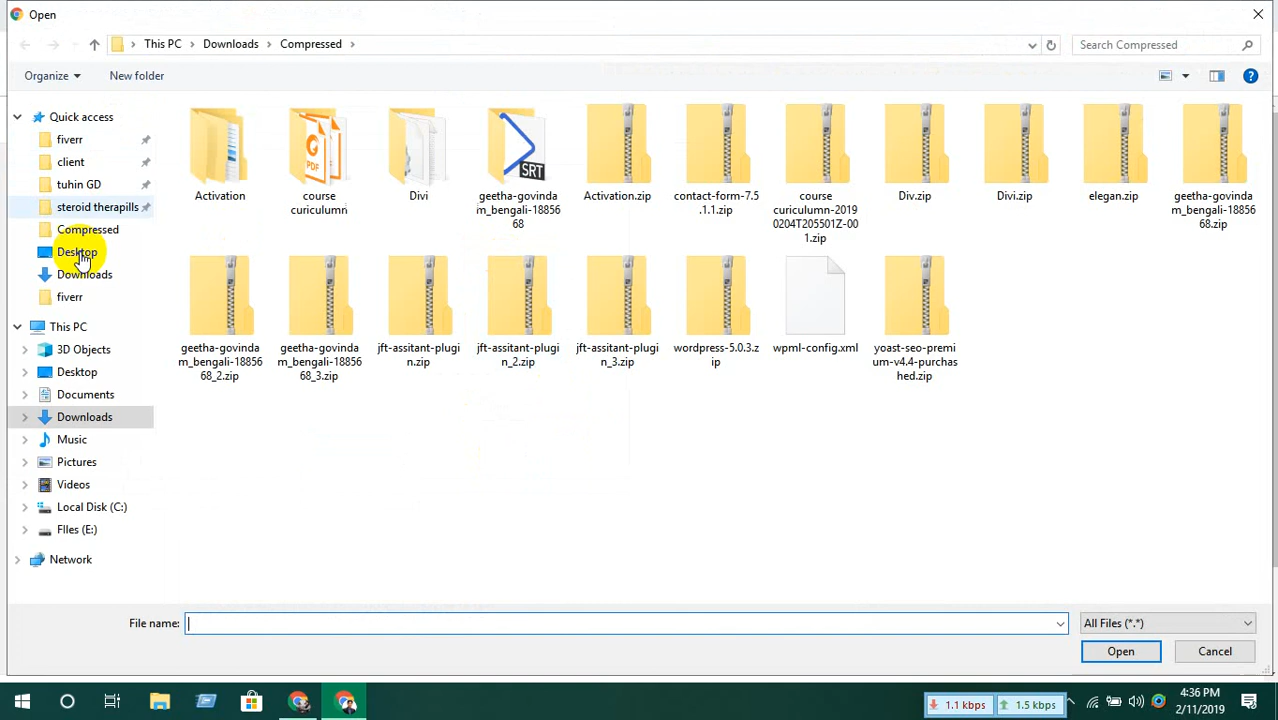 Open
This PC > Downloads > Compressed >
Search Compressed
Organize
New folder
Quick access
fiverr
client
tuhin GD
steroid therapills
Compressed
Desktop
Downloads
fiverr
This PC
3D Objects
Desktop
Documents
Downloads
Music
Pictures
Videos
Local Disk (C:)
FIles (E:)
Network
PDF
SRT
Activation
course
curiculumn
Divi
geetha-govinda
m_bengali-18856
68
Activation.zip
contact-form-7.5
.1.1.zip
course
curiculumn-2019
0204T205501Z-0
01.zip
Div.zip
Divi.zip
elegan.zip
geetha-govinda
m_bengali-18856
68.zip
geetha-govinda
m_bengali-18856
68_2.zip
geetha-govinda
m_bengali-18856
68_3.zip
jft-assitant-plugi
n.zip
jft-assitant-plugi
n_2.zip
jft-assitant-plugi
n_3.zip
wordpress-5.0.3.z
ip
wpml-config.xml
yoast-seo-premi
um-v4.4-purchas
hed.zip
File name:
All Files (*.*)
Open
Cancel
1.1 kbps
1.5 kbps
4:36 PM
2/11/2019